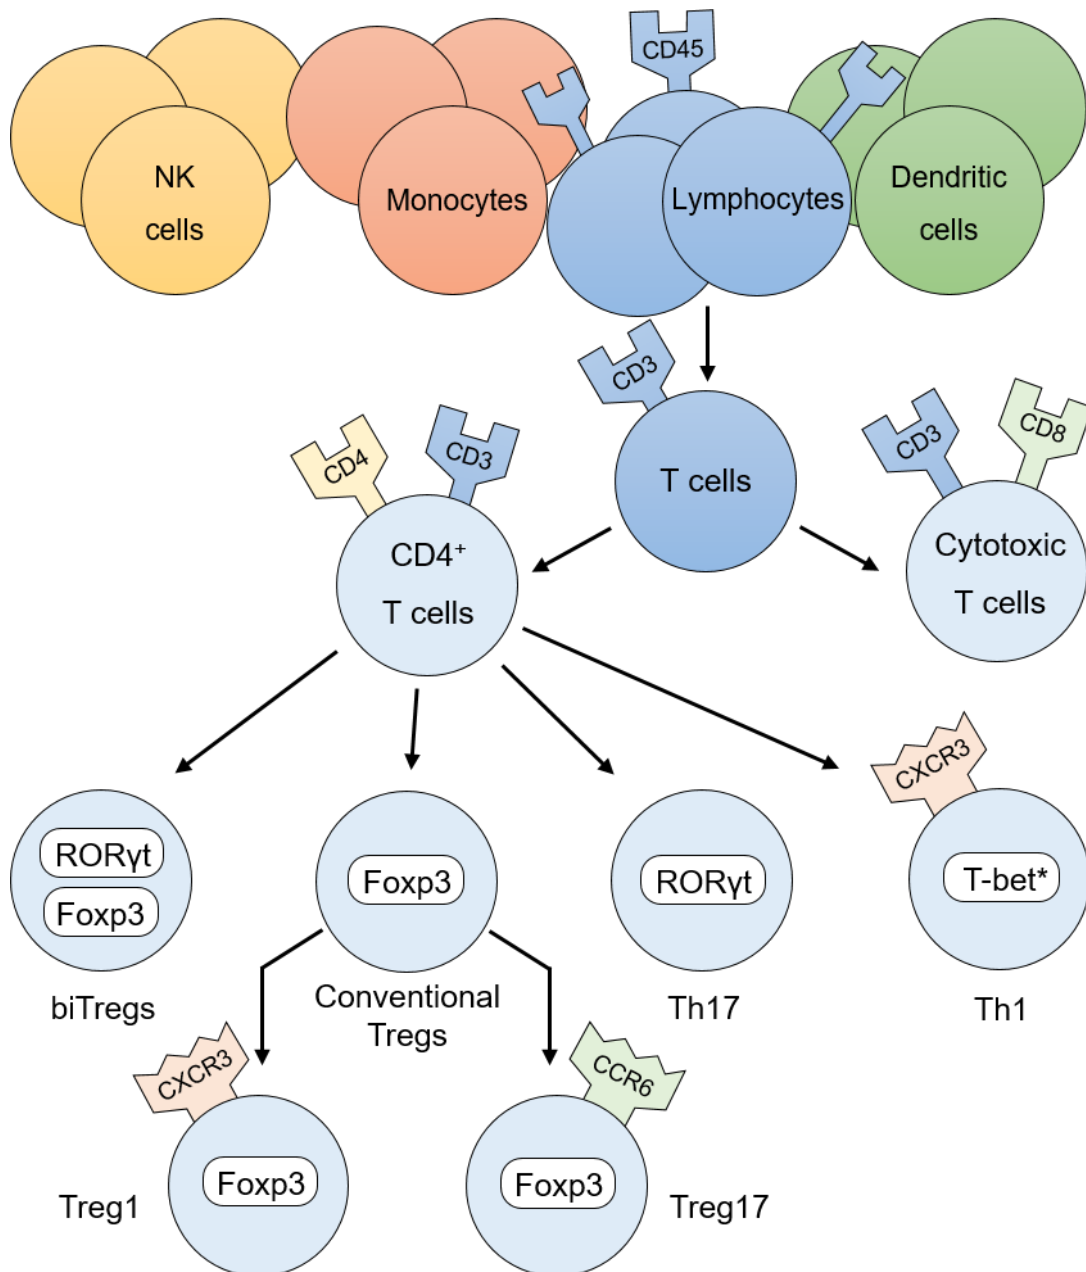 CD45
NK
cells
Monocytes
Lymphocytes
Dendritic
cells
CD3
T cells
CD4
CD3
CD4⁺
T cells
CD3
CD8
Cytotoxic
T cells
RORγt
Foxp3
biTregs
Foxp3
Conventional
Tregs
RORγt
Th17
CXCR3
T-bet*
Th1
CXCR3
Foxp3
Treg1
CCR6
Foxp3
Treg17